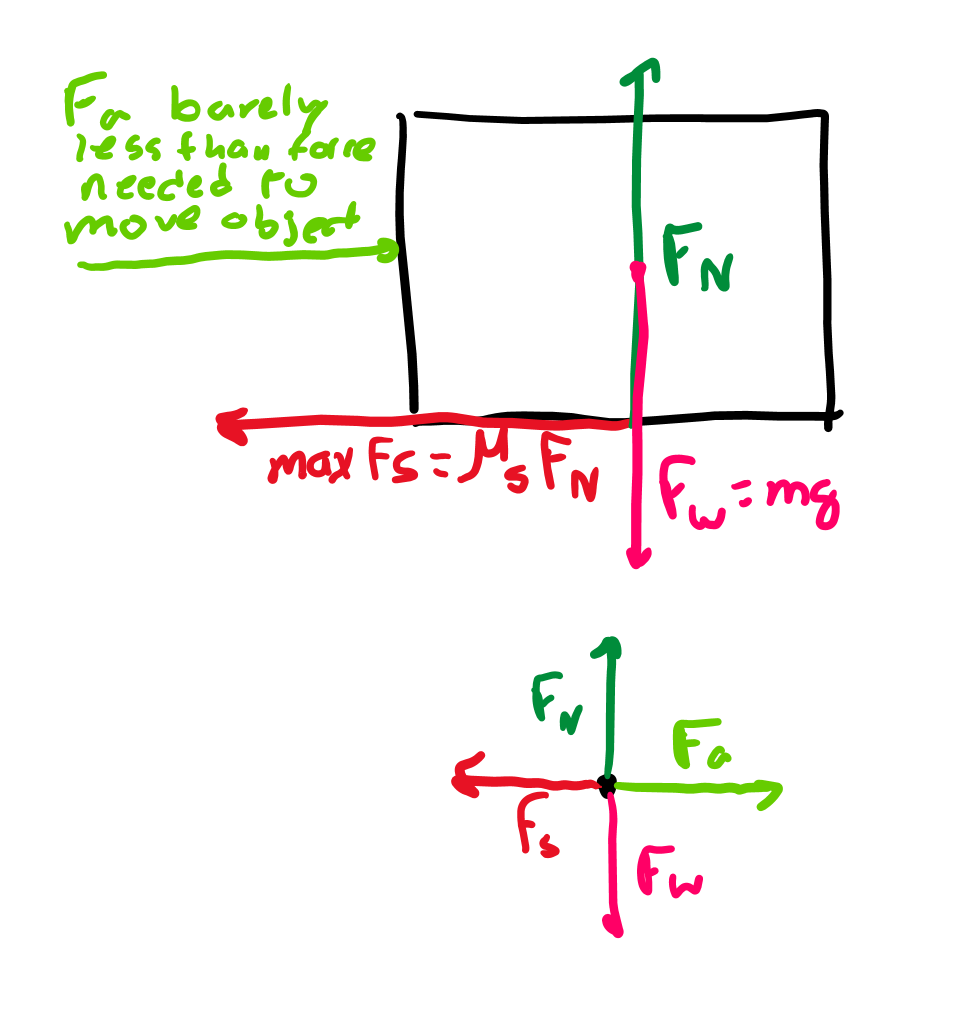 Fa barely
less than force
needed to
move object
FN
max Fs = μs FN
Fw = mg
FN
Fa
Fs
Fw